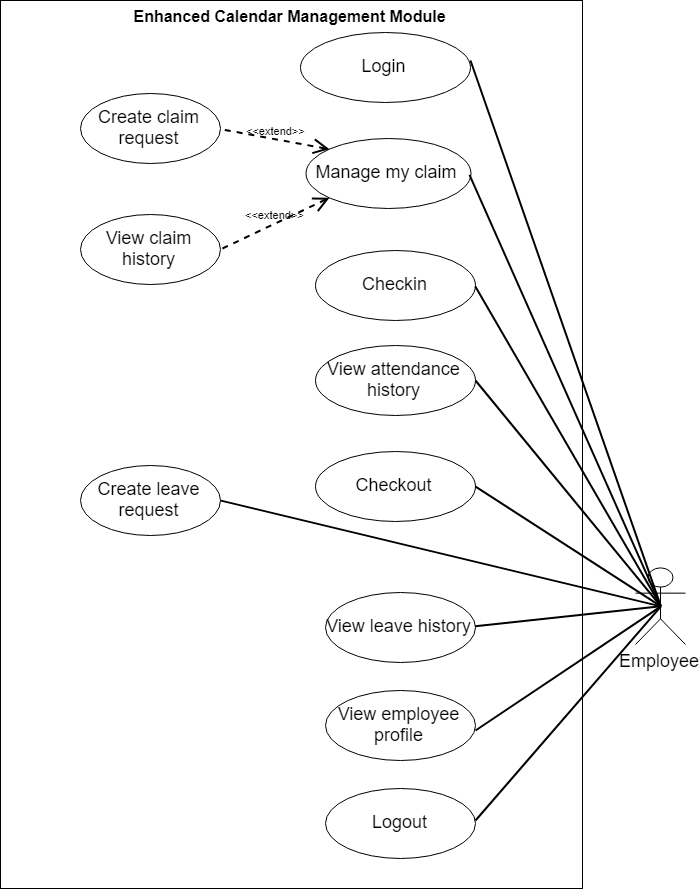 Enhanced Calendar Management Module
Login
Create claim
request
<<extend>>
Manage my claim
<<extend>>
View claim
history
Checkin
View attendance
history
Create leave
request
Checkout
View leave history
Employee
View employee
profile
Logout